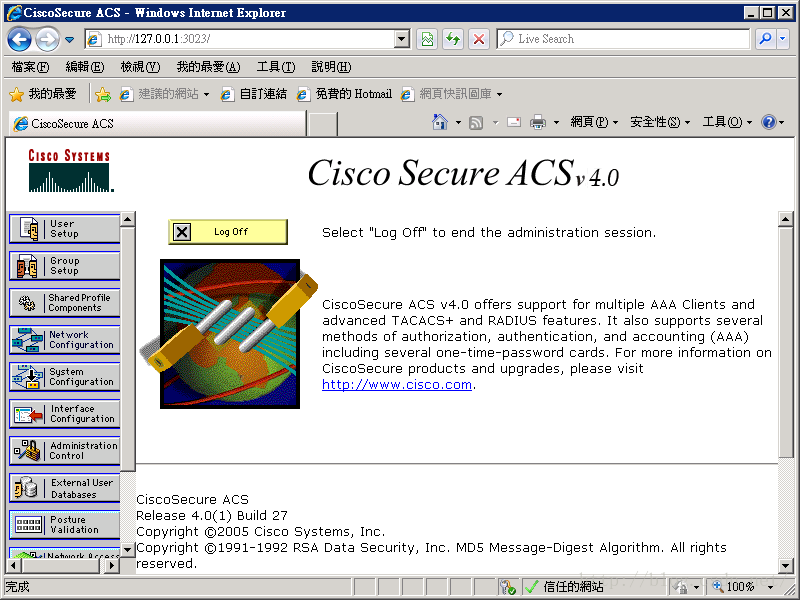 CiscoSecure ACS - Windows Internet Explorer
http://127.0.0.1:3023/
Live Search
檔案(F) 編輯(E) 檢視(V) 我的最愛(A) 工具(T) 說明(H)
我的最愛 建議的網站 自訂連結 免費的 Hotmail 網頁快訊圖庫
CiscoSecure ACS
網頁(P) 安全性(S) 工具(O)
CISCO SYSTEMS
Cisco Secure ACS v 4.0
User
Setup
Group
Setup
Shared Profile
Components
Network
Configuration
System
Configuration
Interface
Configuration
Administration
Control
External User
Databases
Posture
Validation
Network Access
Log Off
Select "Log Off" to end the administration session.
CiscoSecure ACS v4.0 offers support for multiple AAA Clients and
advanced TACACS+ and RADIUS features. It also supports several
methods of authorization, authentication, and accounting (AAA)
including several one-time-password cards. For more information on
CiscoSecure products and upgrades, please visit
http://www.cisco.com.
CiscoSecure ACS
Release 4.0(1) Build 27
Copyright ©2005 Cisco Systems, Inc.
Copyright ©1991-1992 RSA Data Security, Inc. MD5 Message-Digest Algorithm. All rights
reserved.
完成
信任的網站
100%